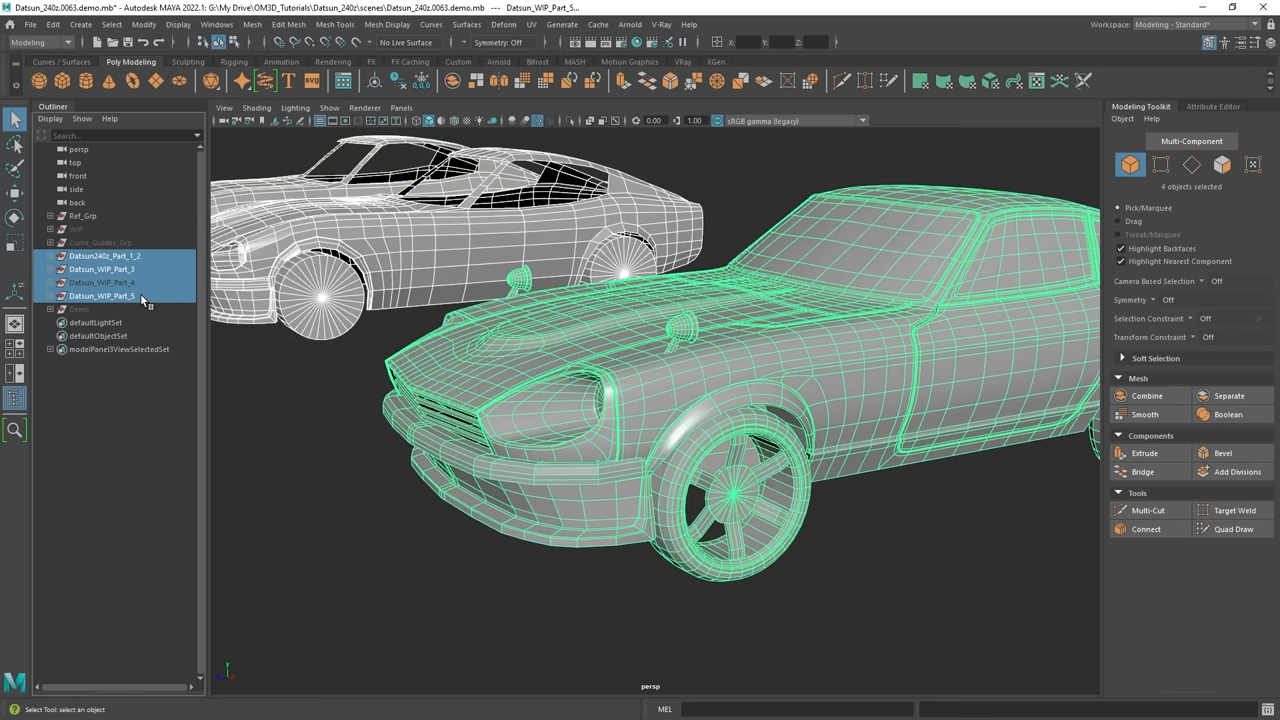 Datsun_240z.0063.demo.mb* - Autodesk MAYA 2022.1: G:\My Drive\OM3D_Tutorials\Datsun_240z\scenes\Datsun_240z.0063.demo.mb --- Datsun_WIP_Part_5...
File Edit Create Select Modify Display Windows Mesh Edit Mesh Mesh Tools Mesh Display Curves Surfaces Deform UV Generate Cache Arnold V-Ray Help
Workspace: Modeling - Standard*
Modeling No Live Surface Symmetry: Off X: Y: Z:
Curves / Surfaces Poly Modeling Sculpting Rigging Animation Rendering FX FX Caching Custom Arnold Bifrost MASH Motion Graphics VRay XGen
Outliner
Display Show Help
Search...
persp
top
front
side
back
Ref_Grp
WIP
Curve_Guides_Grp
Datsun240z_Part_1_2
Datsun_WIP_Part_3
Datsun_WIP_Part_4
Datsun_WIP_Part_5
Demo
defaultLightSet
defaultObjectSet
modelPanel3ViewSelectedSet
View Shading Lighting Show Renderer Panels
0.00 1.00 sRGB gamma (legacy)
y
persp
Modeling Toolkit Attribute Editor
Object Help
Multi-Component
4 objects selected
Pick/Marquee
Drag
Tweak/Marquee
Highlight Backfaces
Highlight Nearest Component
Camera Based Selection Off
Symmetry Off
Selection Constraint Off 0
Transform Constraint Off
Soft Selection
Mesh
Combine Separate
Smooth Boolean
Components
Extrude Bevel
Bridge Add Divisions
Tools
Multi-Cut Target Weld
Connect Quad Draw
Select Tool: select an object
MEL